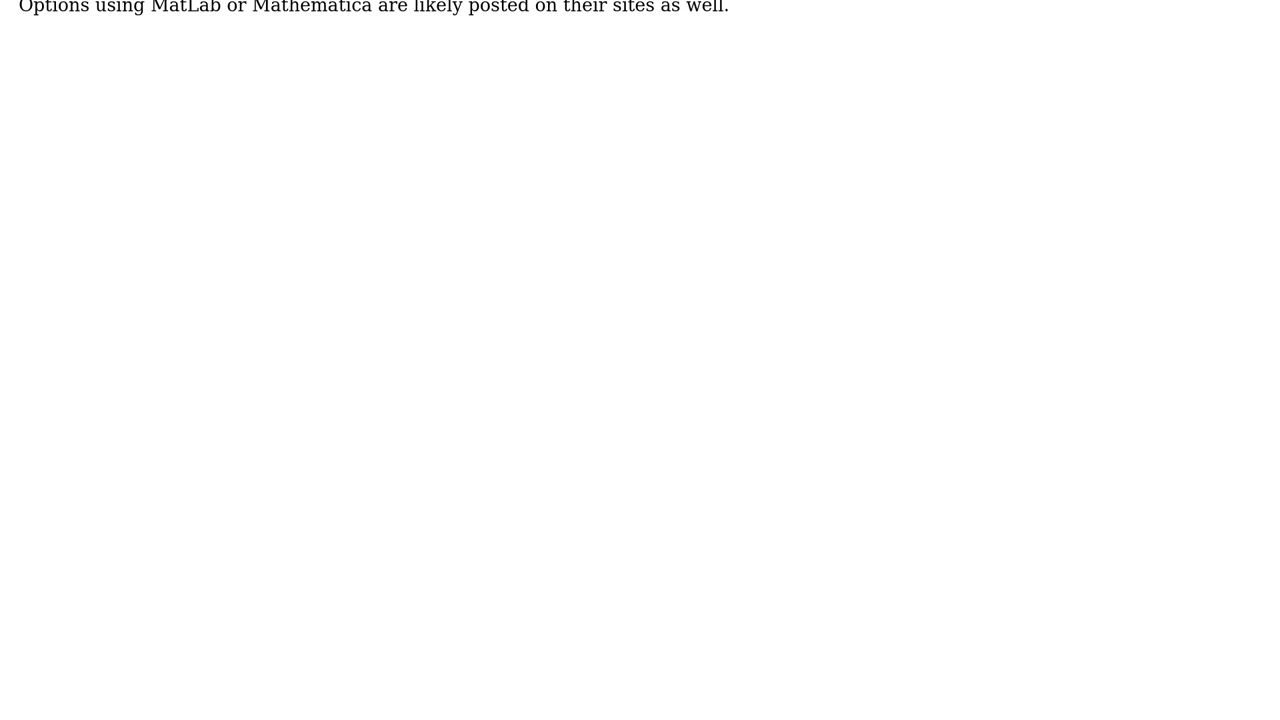 Options using MatLab or Mathematica are likely posted on their sites as well.